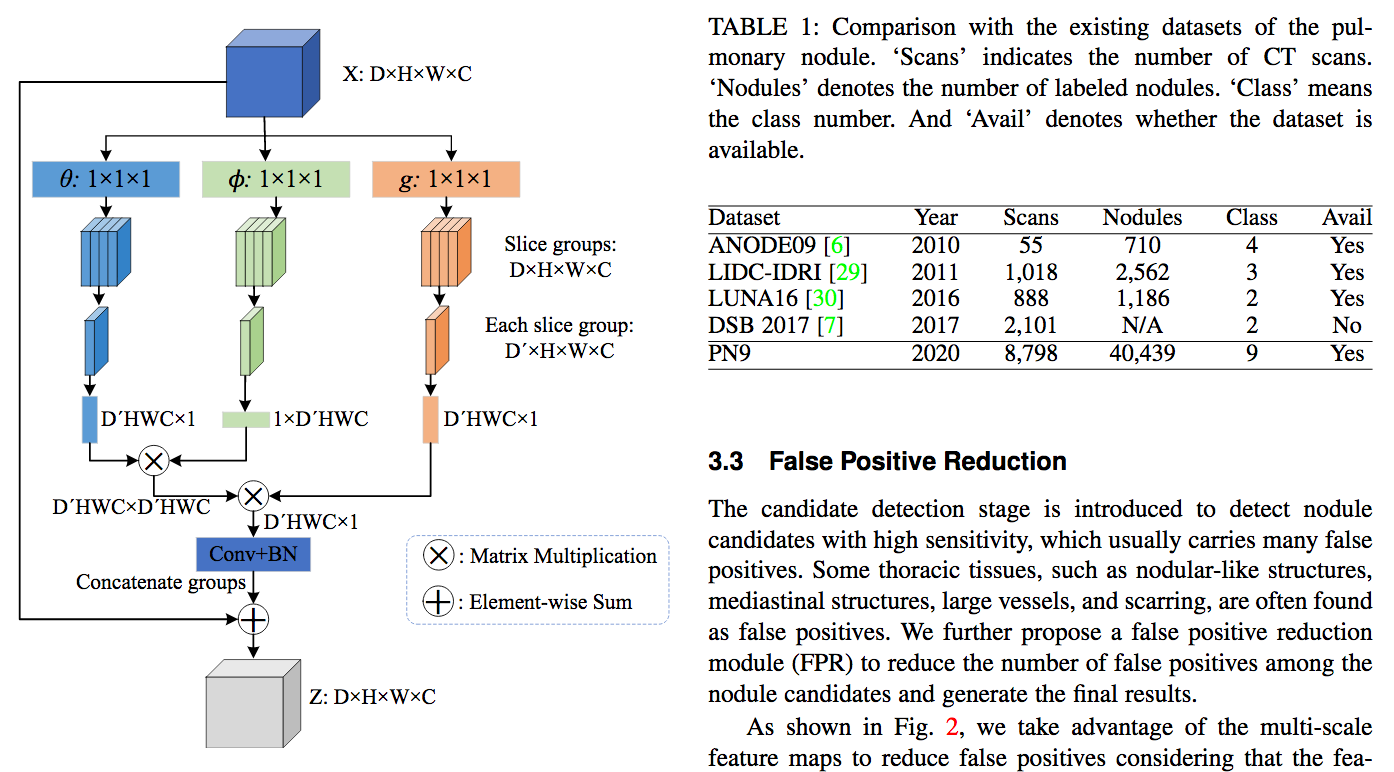 X: D×H×W×C
θ: 1×1×1
ϕ: 1×1×1
g: 1×1×1
Slice groups:
D×H×W×C
Each slice group:
D´×H×W×C
D´HWC×1
1×D´HWC
D´HWC×1
D´HWC×D´HWC
D´HWC×1
Conv+BN
Concatenate groups
: Matrix Multiplication
: Element-wise Sum
Z: D×H×W×C
TABLE 1: Comparison with the existing datasets of the pul-
monary nodule. ‘Scans’ indicates the number of CT scans.
‘Nodules’ denotes the number of labeled nodules. ‘Class’ means
the class number. And ‘Avail’ denotes whether the dataset is
available.
Dataset Year Scans Nodules Class Avail
ANODE09 [6] 2010 55 710 4 Yes
LIDC-IDRI [29] 2011 1,018 2,562 3 Yes
LUNA16 [30] 2016 888 1,186 2 Yes
DSB 2017 [7] 2017 2,101 N/A 2 No
PN9 2020 8,798 40,439 9 Yes
3.3 False Positive Reduction
The candidate detection stage is introduced to detect nodule
candidates with high sensitivity, which usually carries many false
positives. Some thoracic tissues, such as nodular-like structures,
mediastinal structures, large vessels, and scarring, are often found
as false positives. We further propose a false positive reduction
module (FPR) to reduce the number of false positives among the
nodule candidates and generate the final results.
As shown in Fig. 2, we take advantage of the multi-scale
feature maps to reduce false positives considering that the fea-